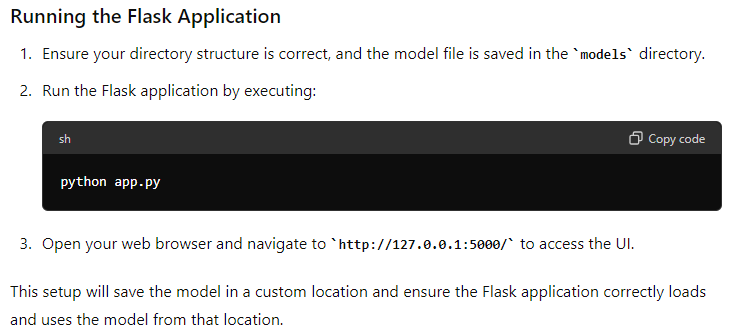 Running the Flask Application
1. Ensure your directory structure is correct, and the model file is saved in the `models` directory.
2. Run the Flask application by executing:
sh
Copy code
python app.py
3. Open your web browser and navigate to `http://127.0.0.1:5000/` to access the UI.
This setup will save the model in a custom location and ensure the Flask application correctly loads
and uses the model from that location.